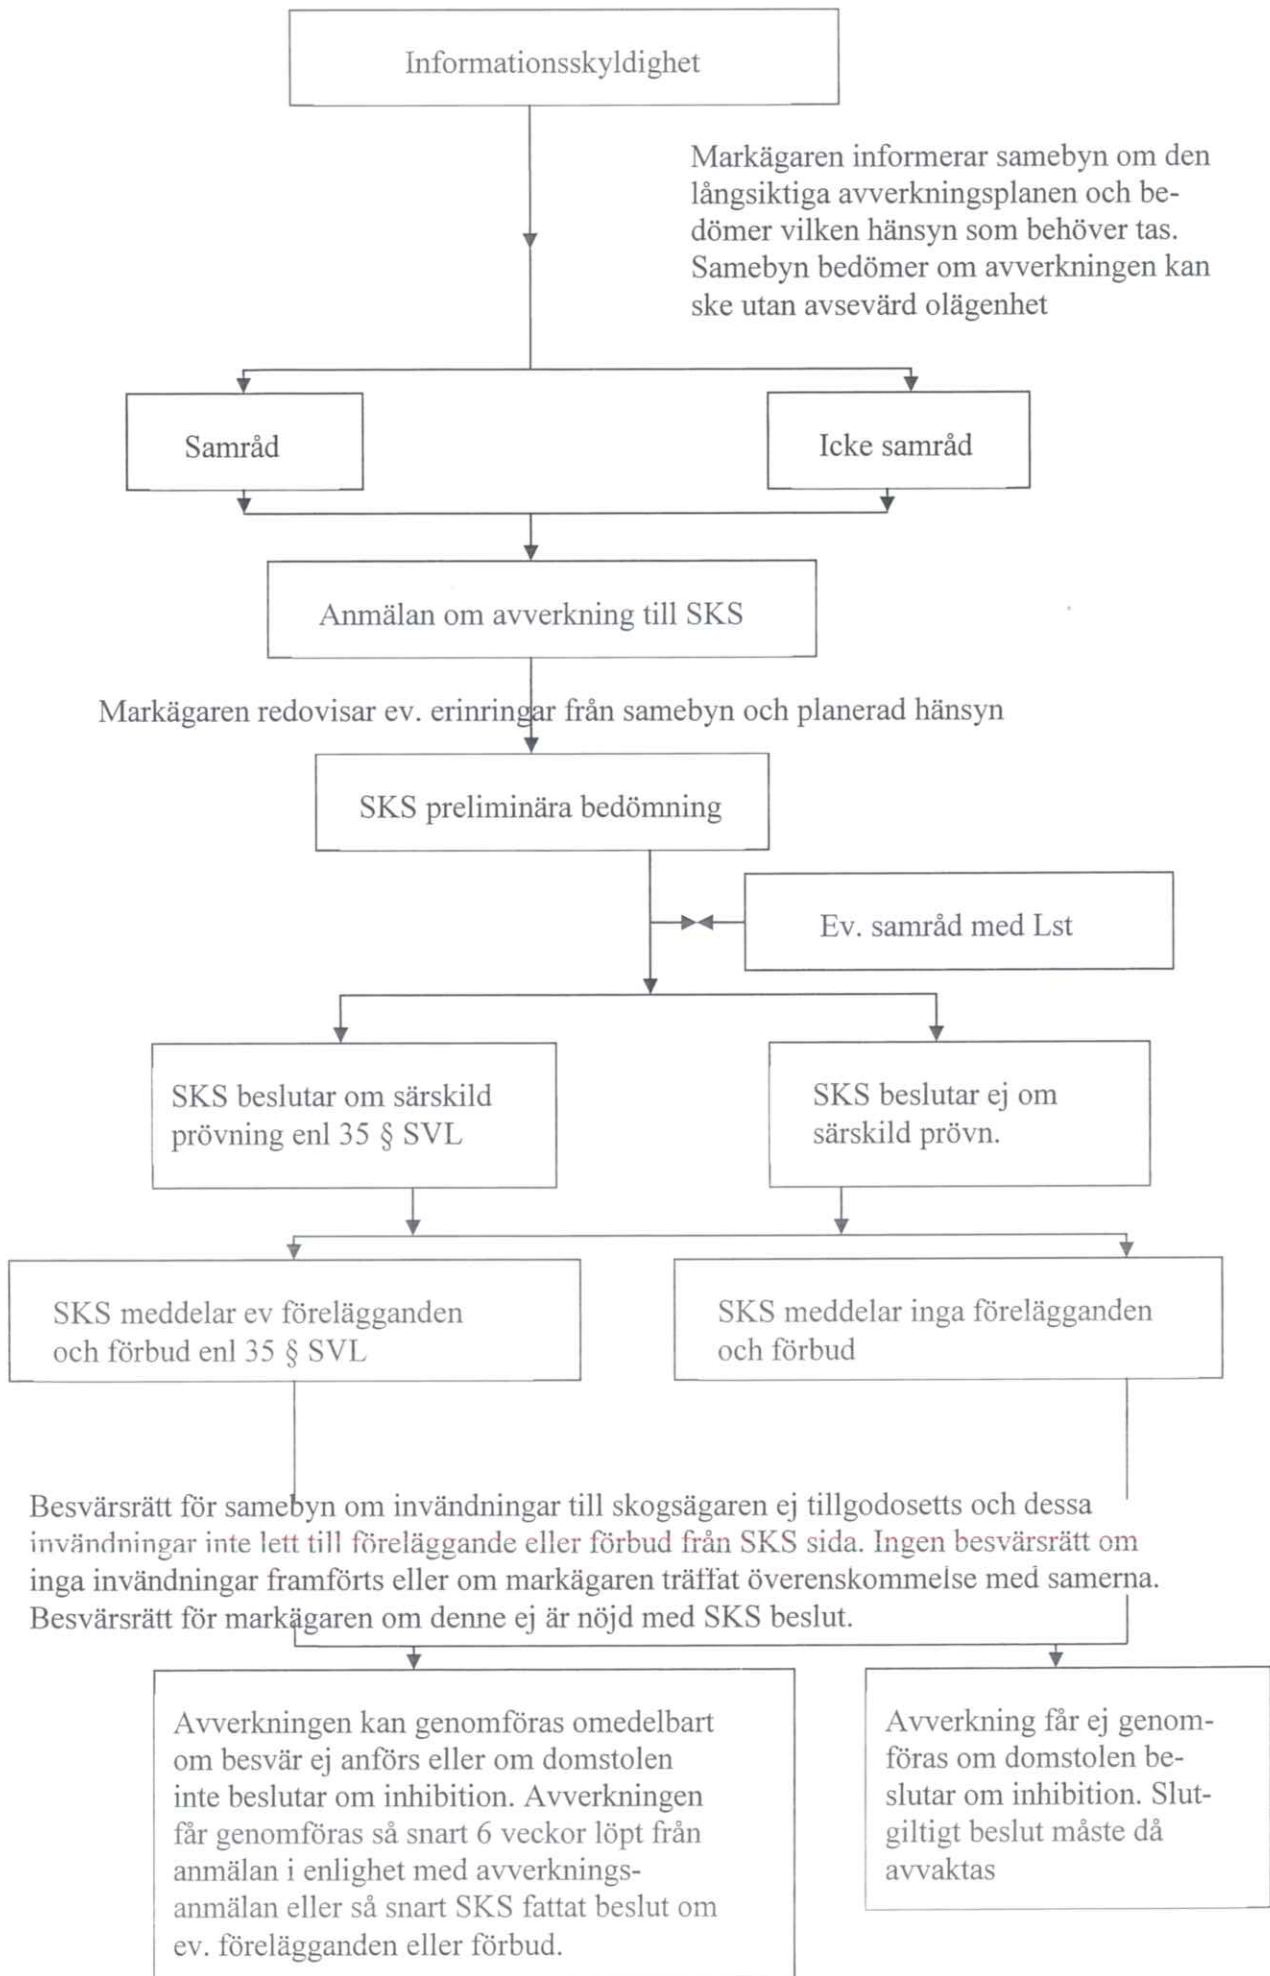 Informationsskyldighet
Markägaren informerar samebyn om den
långsiktiga avverkningsplanen och be-
dömer vilken hänsyn som behöver tas.
Samebyn bedömer om avverkningen kan
ske utan avsevärd olägenhet
Samråd
Icke samråd
Anmälan om avverkning till SKS
Markägaren redovisar ev. erinringar från samebyn och planerad hänsyn
SKS preliminära bedömning
Ev. samråd med Lst
SKS beslutar om särskild
prövning enl 35 § SVL
SKS beslutar ej om
särskild prövn.
SKS meddelar ev förelägganden
och förbud enl 35 § SVL
SKS meddelar inga förelägganden
och förbud
Besvärsrätt för samebyn om invändningar till skogsägaren ej tillgodosetts och dessa
invändningar inte lett till föreläggande eller förbud från SKS sida. Ingen besvärsrätt om
inga invändningar framförts eller om markägaren träffat överenskommelse med samerna.
Besvärsrätt för markägaren om denne ej är nöjd med SKS beslut.
Avverkningen kan genomföras omedelbart
om besvär ej anförs eller om domstolen
inte beslutar om inhibition. Avverkningen
får genomföras så snart 6 veckor löpt från
anmälan i enlighet med avverknings-
anmälan eller så snart SKS fattat beslut om
ev. förelägganden eller förbud.
Avverkning får ej genom-
föras om domstolen be-
slutar om inhibition. Slut-
giltigt beslut måste då
avvaktas